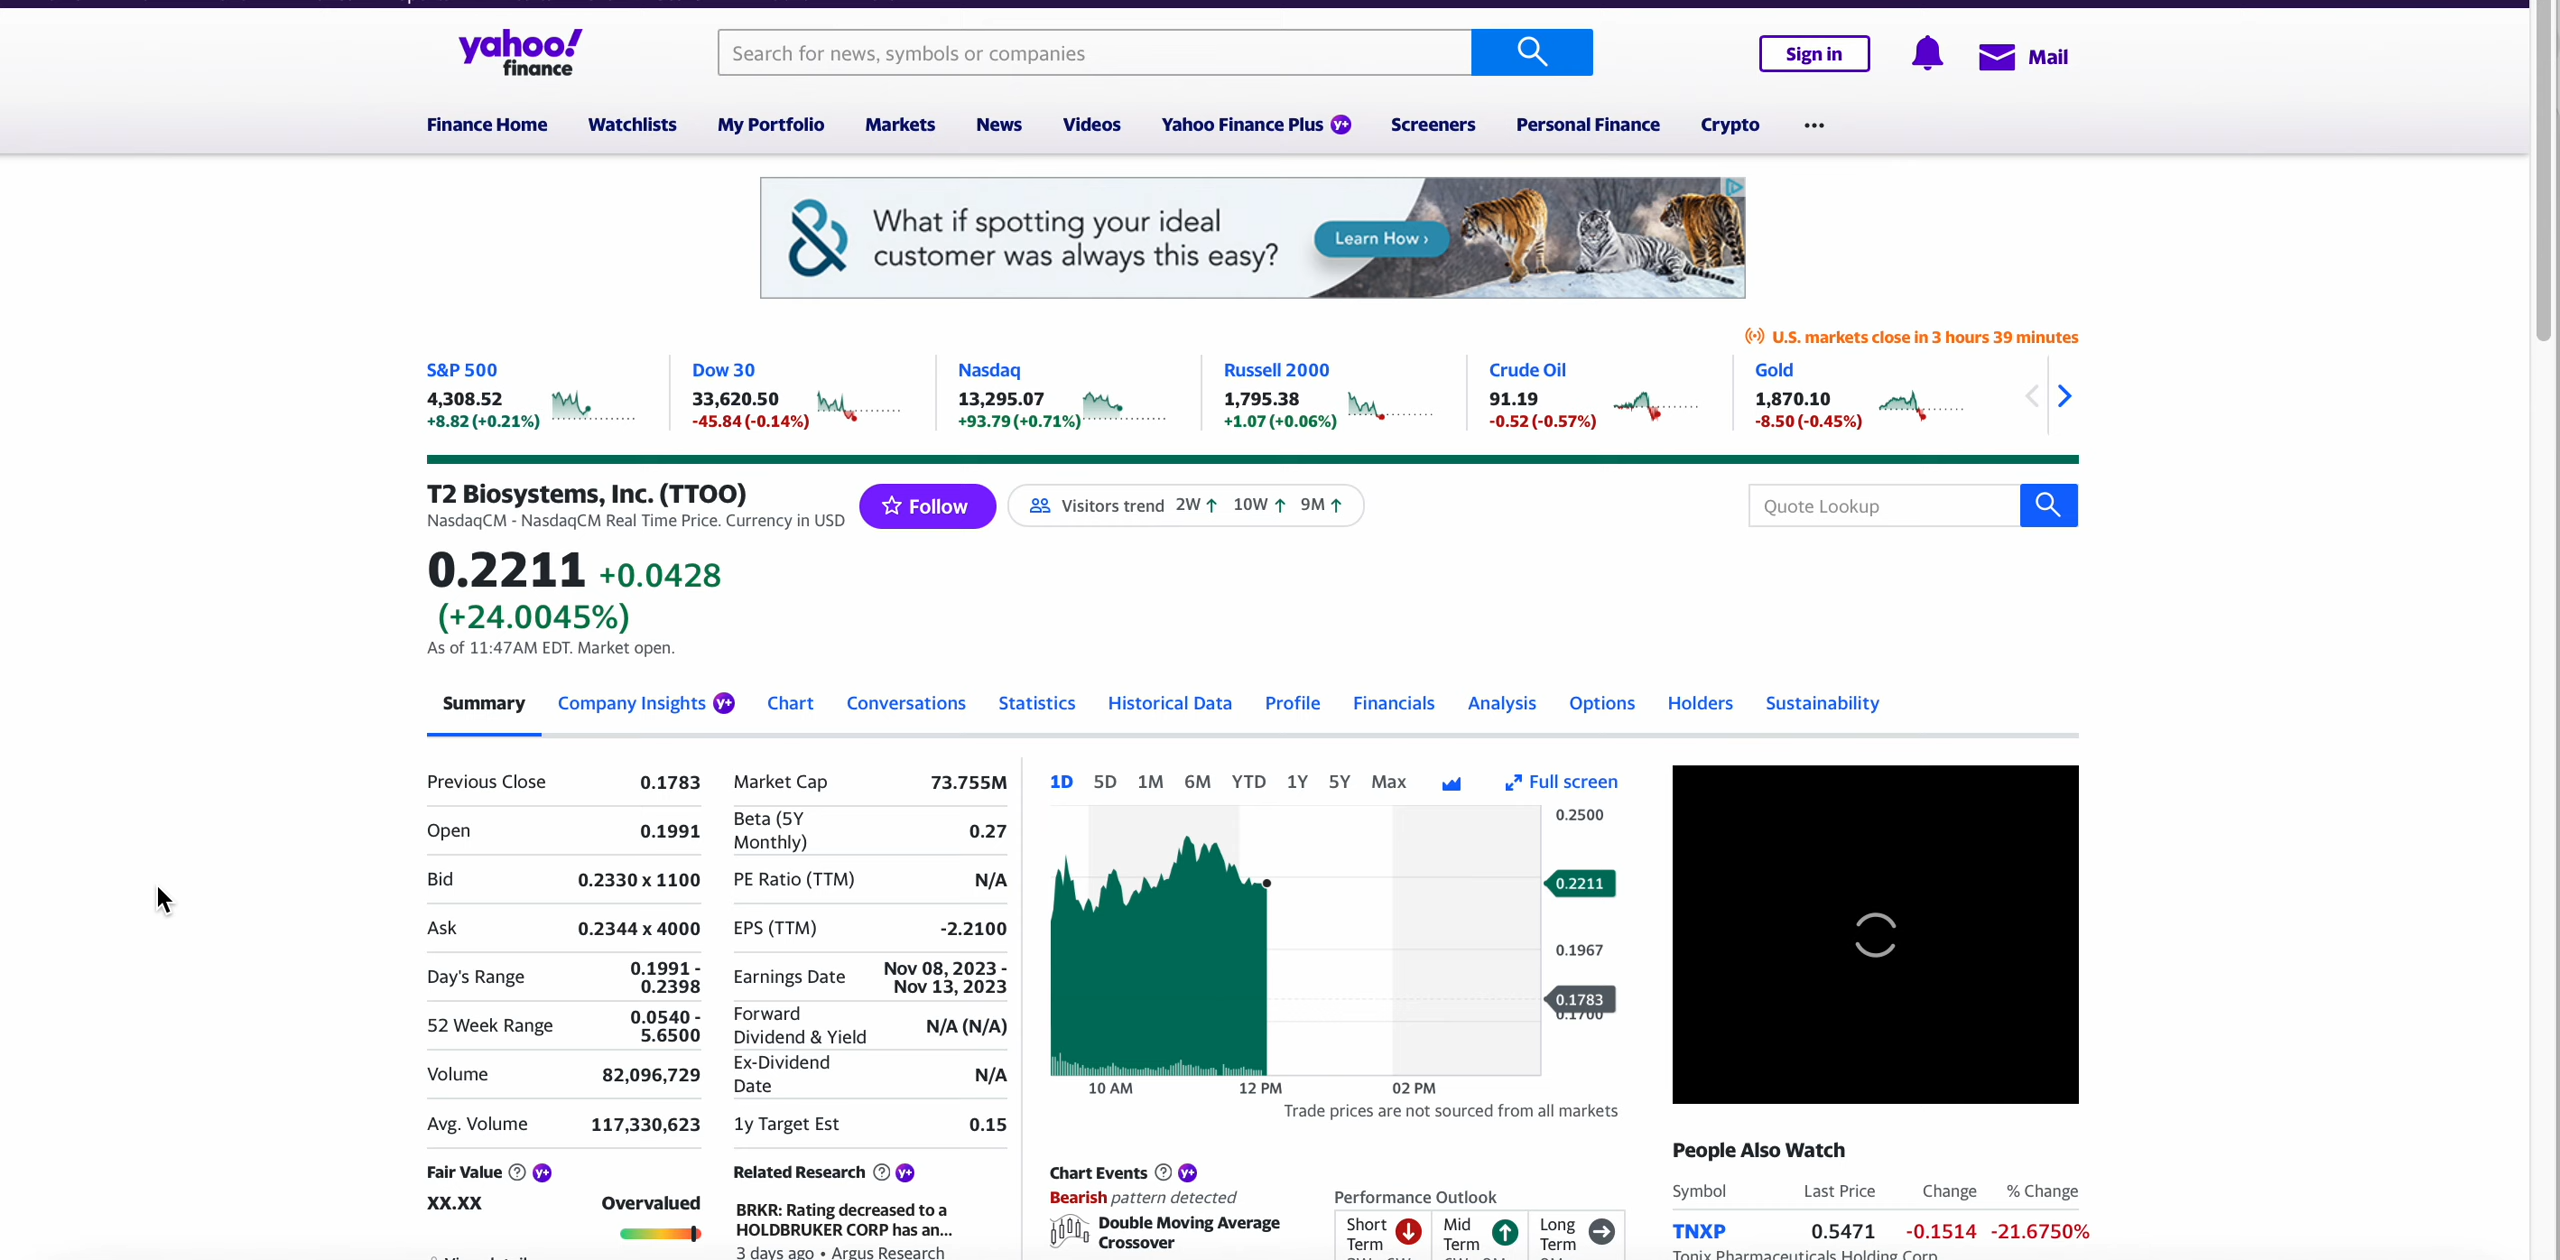 yahoo!
finance
Search for news, symbols or companies
Sign in
Mail
Finance Home Watchlists My Portfolio Markets News Videos Yahoo Finance Plus Y+ Screeners Personal Finance Crypto ...
What if spotting your ideal
customer was always this easy?
Learn How ›
U.S. markets close in 3 hours 39 minutes
S&P 500
4,308.52
+8.82 (+0.21%)
Dow 30
33,620.50
-45.84 (-0.14%)
Nasdaq
13,295.07
+93.79 (+0.71%)
Russell 2000
1,795.38
+1.07 (+0.06%)
Crude Oil
91.19
-0.52 (-0.57%)
Gold
1,870.10
-8.50 (-0.45%)
T2 Biosystems, Inc. (TTOO)
NasdaqCM - NasdaqCM Real Time Price. Currency in USD
Follow
Visitors trend 2W ↑ 10W ↑ 9M ↑
Quote Lookup
0.2211 +0.0428
(+24.0045%)
As of 11:47AM EDT. Market open.
Summary Company Insights Y+ Chart Conversations Statistics Historical Data Profile Financials Analysis Options Holders Sustainability
Previous Close 0.1783
Open 0.1991
Bid 0.2330 x 1100
Ask 0.2344 x 4000
Day's Range 0.1991 -
0.2398
52 Week Range 0.0540 -
5.6500
Volume 82,096,729
Avg. Volume 117,330,623
Market Cap 73.755M
Beta (5Y
Monthly) 0.27
PE Ratio (TTM) N/A
EPS (TTM) -2.2100
Earnings Date Nov 08, 2023 -
Nov 13, 2023
Forward
Dividend & Yield N/A (N/A)
Ex-Dividend
Date N/A
1y Target Est 0.15
1D 5D 1M 6M YTD 1Y 5Y Max Full screen
0.2500
0.2211
0.1967
0.1783
0.1700
10 AM 12 PM 02 PM
Trade prices are not sourced from all markets
Fair Value ? Y+
XX.XX Overvalued
Related Research ? Y+
BRKR: Rating decreased to a
HOLDBRUKER CORP has an...
3 days ago • Argus Research
Chart Events ? Y+
Bearish pattern detected
Double Moving Average
Crossover
Performance Outlook
Short
Term
Mid
Term
Long
Term
People Also Watch
Symbol Last Price Change % Change
TNXP 0.5471 -0.1514 -21.6750%
Tonix Pharmaceuticals Holding Corp